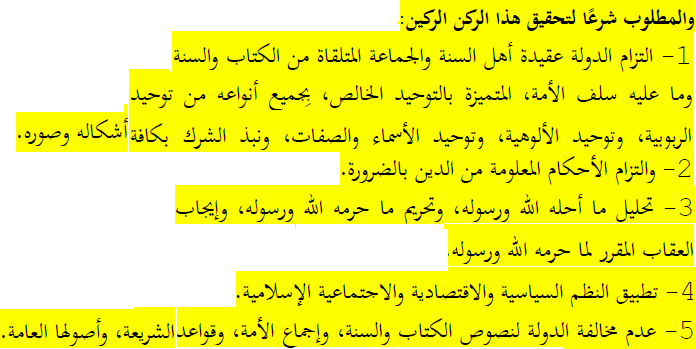 والمطلوب شرعًا لتحقيق هذا الركن الركين:
1- التزام الدولة عقيدة أهل السنة والجماعة المتلقاة من الكتاب والسنة
وما عليه سلف الأمة، المتميزة بالتوحيد الخالص، بِجميع أنواعه من توحيد
الربوبية، وتوحيد الألوهية، وتوحيد الأسماء والصفات، ونبذ الشرك بكافة أشكاله وصوره.
2- والتزام الأحكام المعلومة من الدين بالضرورة.
3- تحليل ما أحله الله ورسوله، وتحريم ما حرمه الله ورسوله، وإيجاب
العقاب المقرر لما حرمه الله ورسوله.
4- تطبيق النظم السياسية والاقتصادية والاجتماعية الإسلامية.
5- عدم مخالفة الدولة لنصوص الكتاب والسنة، وإجماع الأمة، وقواعد الشريعة، وأصولها العامة.